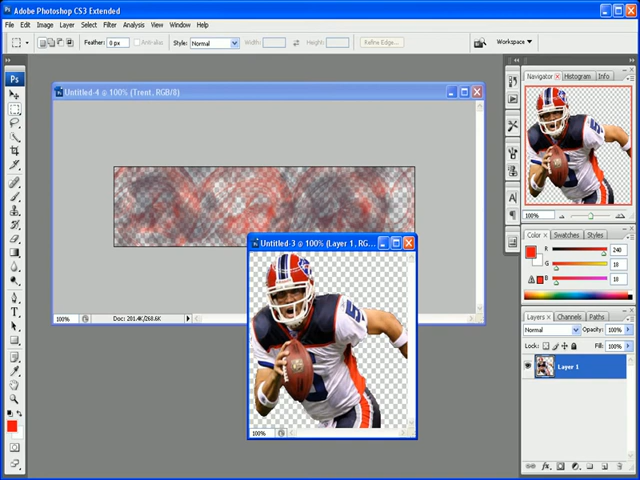 Adobe Photoshop CS3 Extended
File Edit Image Layer Select Filter Analysis View Window Help
Feather: 0 px Anti-alias Style: Normal Width: Height: Refine Edge... Workspace
Ps
Untitled-4 @ 100% (Trent, RGB/8)
Navigator Histogram Info
100%
Color Swatches Styles
R 240
G 18
B 18
Untitled-3 @ 100% (Layer 1, RG...
100% Doc: 201.4K/268.6K
Layers Channels Paths
Normal Opacity: 100%
Lock: Fill: 100%
Layer 1
100%